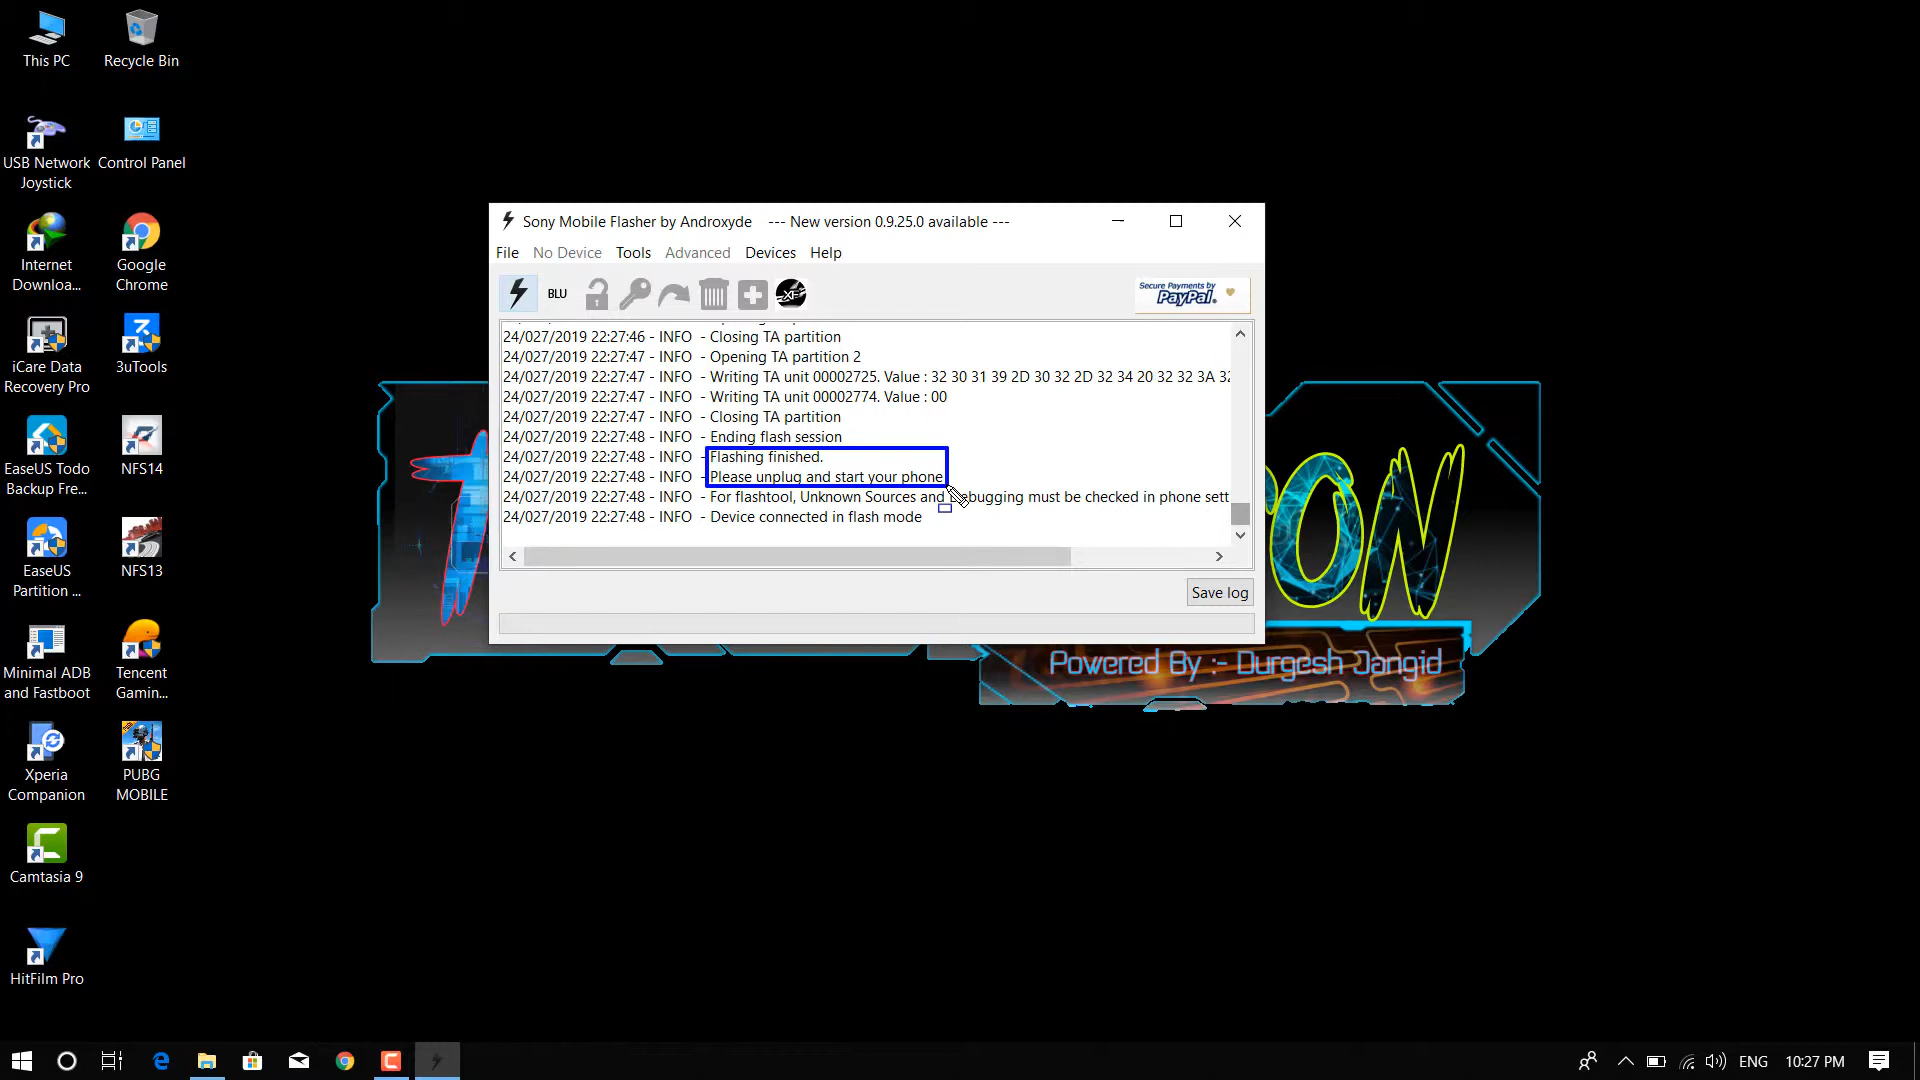 This PC
Recycle Bin
USB Network
Joystick
Control Panel
Internet
Downloa...
Google
Chrome
iCare Data
Recovery Pro
3uTools
EaseUS Todo
Backup Fre...
NFS14
EaseUS
Partition ...
NFS13
Minimal ADB
and Fastboot
Tencent
Gamin...
Xperia
Companion
PUBG
MOBILE
Camtasia 9
HitFilm Pro
Sony Mobile Flasher by Androxyde --- New version 0.9.25.0 available ---
File No Device Tools Advanced Devices Help
BLU
Secure Payments by
PayPal.
24/027/2019 22:27:46 - INFO - Closing TA partition
24/027/2019 22:27:47 - INFO - Opening TA partition 2
24/027/2019 22:27:47 - INFO - Writing TA unit 00002725. Value : 32 30 31 39 2D 30 32 2D 32 34 20 32 32 3A 32
24/027/2019 22:27:47 - INFO - Writing TA unit 00002774. Value : 00
24/027/2019 22:27:47 - INFO - Closing TA partition
24/027/2019 22:27:48 - INFO - Ending flash session
24/027/2019 22:27:48 - INFO - Flashing finished.
24/027/2019 22:27:48 - INFO - Please unplug and start your phone
24/027/2019 22:27:48 - INFO - For flashtool, Unknown Sources and Debugging must be checked in phone sett
24/027/2019 22:27:48 - INFO - Device connected in flash mode
Save log
Powered By :- Durgesh Jangid
ENG
10:27 PM